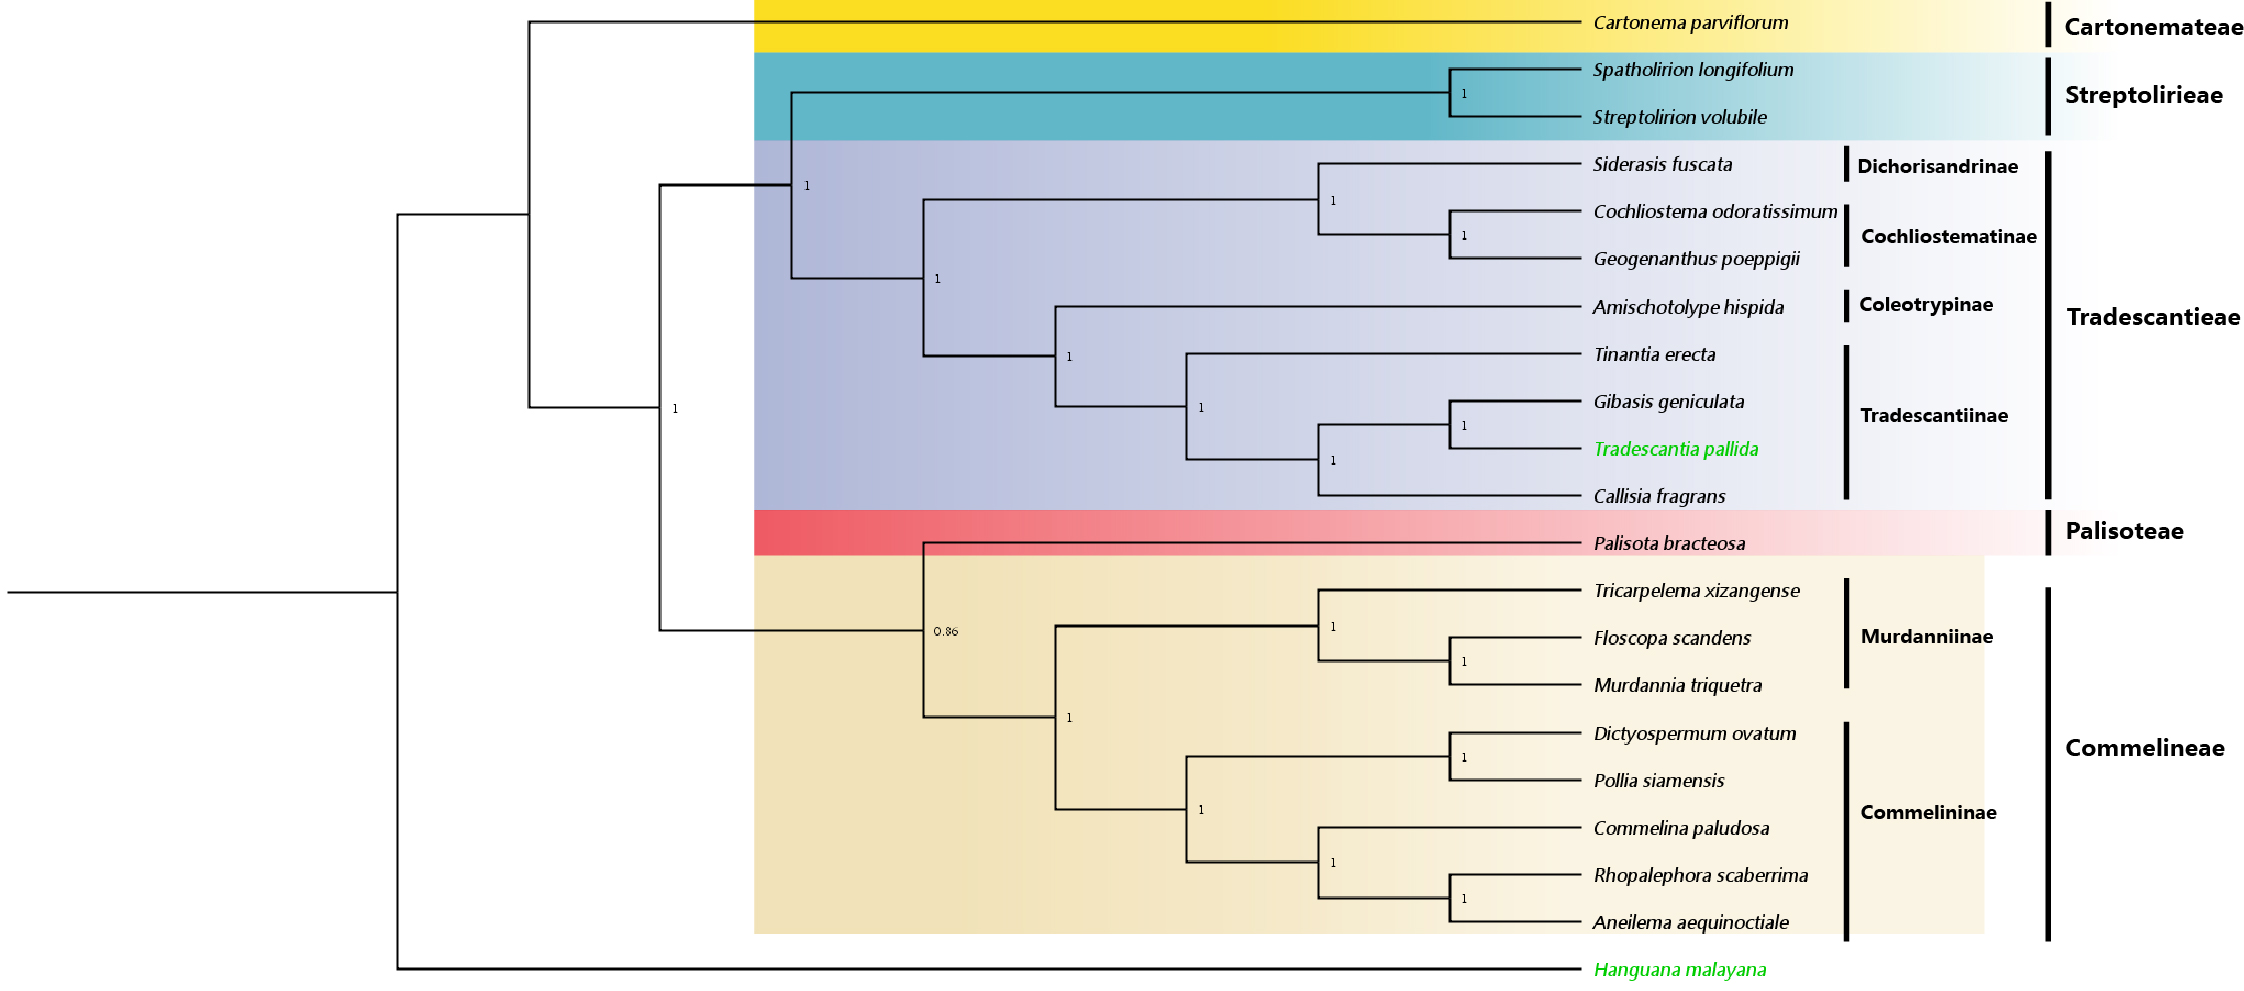 Cartonema parviflorum
Cartonemateae
Spatholirion longifolium
1
Streptolirieae
Streptolirion volubile
Siderasis fuscata
Dichorisandrinae
1
1
Cochliostema odoratissimum
1
Cochliostematinae
Geogenanthus poeppigii
1
Amischotolype hispida
Coleotrypinae
Tradescantieae
Tinantia erecta
1
Gibasis geniculata
1
1
Tradescantiinae
1
Tradescantia pallida
1
Callisia fragrans
Palisoteae
Palisota bracteosa
Tricarpelema xizangense
1
0.86
Floscopa scandens
Murdanniinae
1
Murdannia triquetra
1
Dictyospermum ovatum
Commelineae
1
Pollia siamensis
1
Commelininae
Commelina paludosa
1
Rhopalephora scaberrima
1
Aneilema aequinoctiale
Hanguana malayana